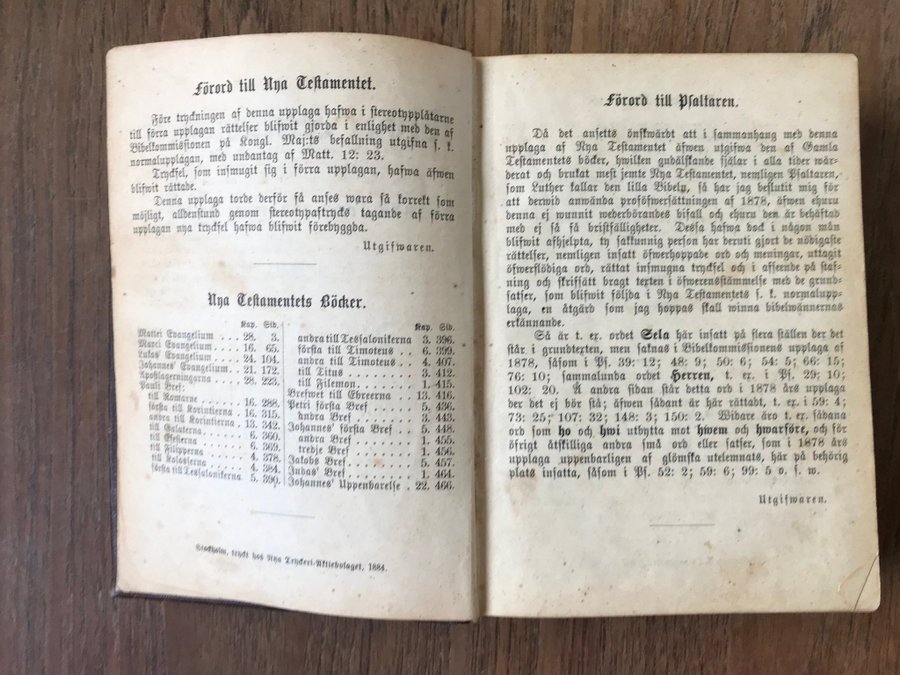 Förord till Nya Testamentet.
Före tryckningen af denna upplaga hafwa i stereotypplåtarne
till förra upplagan rättelser blifwit gjorda i enlighet med den af
Bibelkommissionen på Kongl. Maj:ts befallning utgifna s. k.
normalupplagan, med undantag af Matt. 12: 23.
Tryckfel, som insmugit sig i förra upplagan, hafwa äfwen
blifwit rättade.
Denna upplaga torde derför få anses wara så korrekt som
möjligt, alldenstund genom stereotypaftrycks tagande af förra
upplagan nya tryckfel hafwa blifwit förebyggda.
Utgifwaren.
Nya Testamentets Böcker.
Kap. Sid.
Mattei Evangelium . . . 28. 3.
Marci Evangelium . . . 16. 65.
Lukas' Evangelium . . . 24. 104.
Johannes' Evangelium . . 21. 172.
Apostlagerningarna . . . 28. 223.
Pauli Bref:
till Romarne . . . . . 16. 288.
första till Korintierna . . 16. 315.
andra till Korintierna . . 13. 342.
till Galaterna . . . . . 6. 360.
till Efeserna . . . . . 6. 369.
till Filipperna . . . . . 4. 378.
till Kolosserna . . . . . 4. 384.
första till Tessaloniferna 5. 390.
Kap. Sid.
andra till Tessaloniferna 3. 396.
första till Timoteus . . . 6. 399.
andra till Timoteus . . . 4. 407.
till Titus . . . . . . . 3. 412.
till Filemon . . . . . . 1. 415.
Brefwet till Ebreerna . . 13. 416.
Petri första Bref . . . . 5. 436.
andra Bref . . . . . . 3. 443.
Johannes' första Bref . . 5. 448.
andra Bref . . . . . . 1. 455.
tredje Bref . . . . . . 1. 456.
Jakobs Bref . . . . . . 5. 457.
Judas' Bref . . . . . . 1. 464.
Johannes' Uppenbarelse . 22. 466.
Stockholm, tryckt hos Nya Tryckeri-Aktiebolaget, 1884.
Förord till Psaltaren.
Då det ansetts önskwärdt att i sammanhang med denna
upplaga af Nya Testamentet äfwen utgifwa den af Gamla
Testamentets böcker, hwilken gudälskande själar i alla tider wär-
derat och brukat mest jemte Nya Testamentet, nemligen Psaltaren,
som Luther kallar den lilla Bibeln, så har jag beslutit mig för
att derwid använda proföfwersättningen af 1878, äfwen ehuru
denna ej wunnit wederbörandes bifall och ehuru den är behäftad
med ej så få bristfälligheter. Dessa hafwa dock i någon mån
blifwit afhjelpta, ty sakkunnig person har deruti gjort de nödigaste
rättelser, nemligen insatt öfwerhoppade ord och meningar, uttagit
öfwerflödiga ord, rättat insmugna tryckfel och i afseende på staf-
ning och skrifsätt bragt texten i öfwerensstämmelse med de grund-
satser, som blifwit följda i Nya Testamentets s. k. normalupp-
laga, en åtgärd som jag hoppas skall winna bibelwännernas
erkännande.
Så är t. ex. ordet Sela här insatt på flera ställen der det
står i grundtexten, men saknas i Bibelkommissionens upplaga af
1878, såsom i Ps. 39: 12; 48: 9; 50: 6; 54: 5; 66: 15;
76: 10; sammalunda ordet Herren, t. ex. i Ps. 29: 10;
102: 20. Å andra sidan står detta ord i 1878 års upplaga
der det ej bör stå; äfwen sådant är här rättadt, t. ex. i 59: 4;
73: 25; 107: 32; 148: 3; 150: 2. Widare äro t. ex. sådana
ord som ho och hwi utbytta mot hwem och hwarföre, och för
öfrigt åtskilliga andra små ord eller satser, som i 1878 års
upplaga uppenbarligen af glömska utelemnats, här på behörig
plats insatta, såsom i Ps. 52: 2; 59: 6; 99: 5 o. s. w.
Utgifwaren.